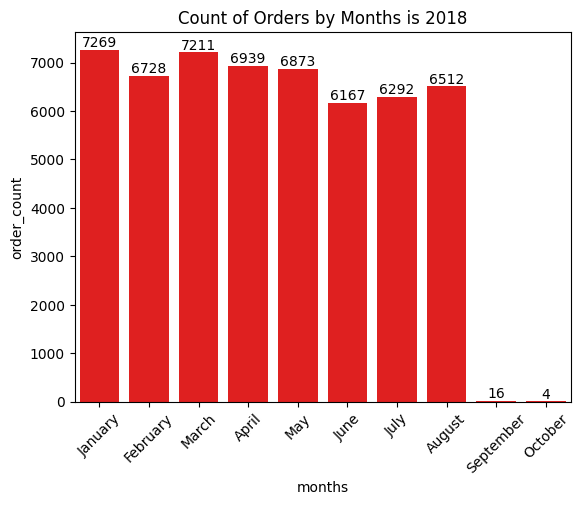 Count of Orders by Months is 2018
order_count
7000
6000
5000
4000
3000
2000
1000
0
7269
6728
7211
6939
6873
6167
6292
6512
16
4
January
February
March
April
May
June
July
August
September
October
months